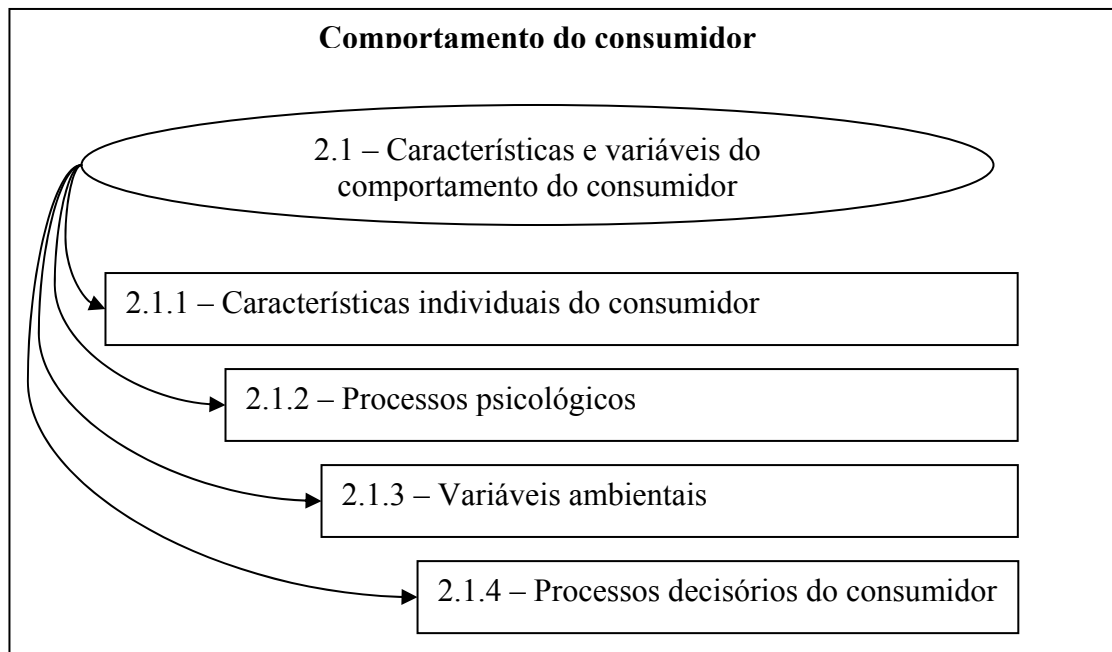 Comportamento do consumidor
2.1 – Características e variáveis do
comportamento do consumidor
2.1.1 – Características individuais do consumidor
2.1.2 – Processos psicológicos
2.1.3 – Variáveis ambientais
2.1.4 – Processos decisórios do consumidor